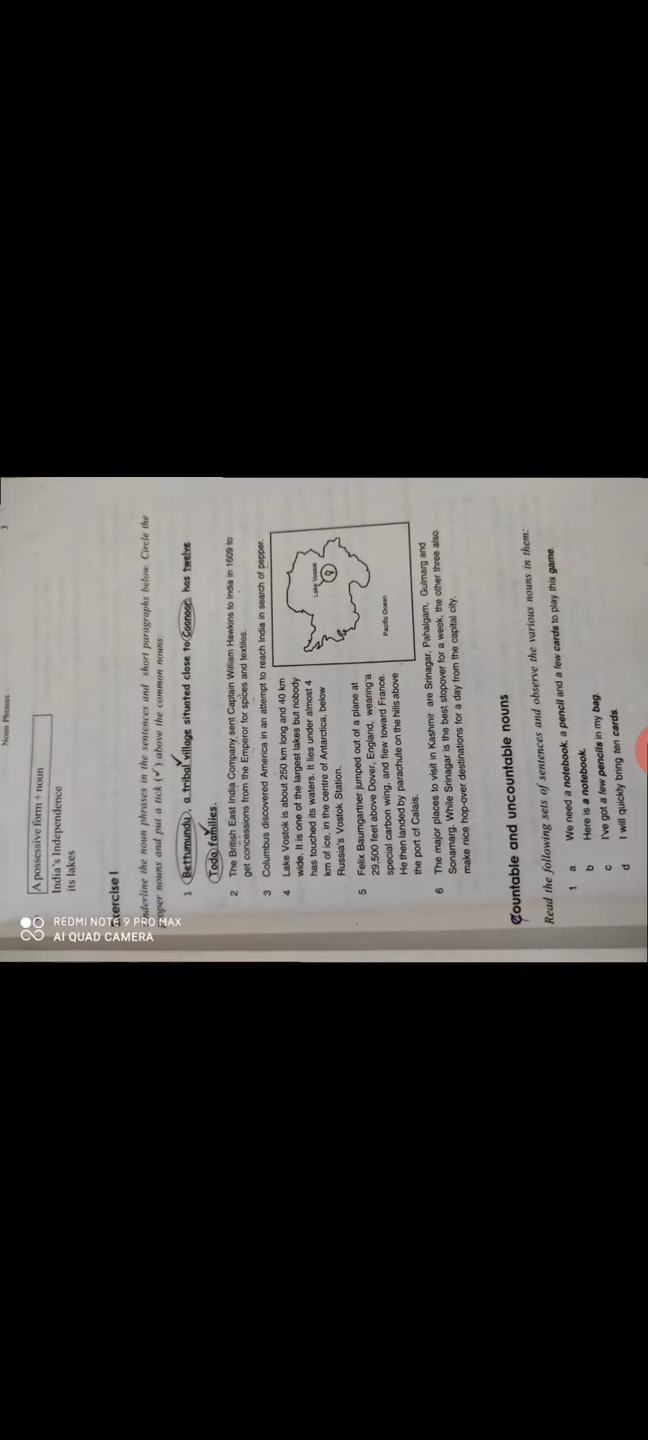 Noun Phrases
3
A possessive form + noun
India's Independence
its lakes
Exercise I
nderline the noun phrases in the sentences and short paragraphs below. Circle the
proper nouns and put a tick (✓) above the common nouns:
1 Bettumundu, a tribal village situated close to Coonoor, has twelve
Toda families.
2 The British East India Company, sent Captain William Hawkins to India in 1609 to
get concessions from the Emperor for spices and textiles.
3 Columbus discovered America in an attempt to reach India in search of pepper.
4 Lake Vostok is about 250 km long and 40 km
wide. It is one of the largest lakes but nobody
has touched its waters. It lies under almost 4
km of ice, in the centre of Antarctica, below
Russia's Vostok Station.
Lake Vostok
Pacific Ocean
5 Felix Baumgartner jumped out of a plane at
29,500 feet above Dover, England, wearing a
special carbon wing, and flew toward France.
He then landed by parachute on the hills above
the port of Calais.
6 The major places to visit in Kashmir are Srinagar, Pahalgam, Gulmarg and
Sonamarg. While Srinagar is the best stopover for a week, the other three also
make nice hop-over destinations for a day from the capital city.
Countable and uncountable nouns
Read the following sets of sentences and observe the various nouns in them:
1 a We need a notebook, a pencil and a few cards to play this game.
b Here is a notebook.
c I've got a few pencils in my bag.
d I will quickly bring ten cards.
REDMI NOTE 9 PRO MAX
AI QUAD CAMERA